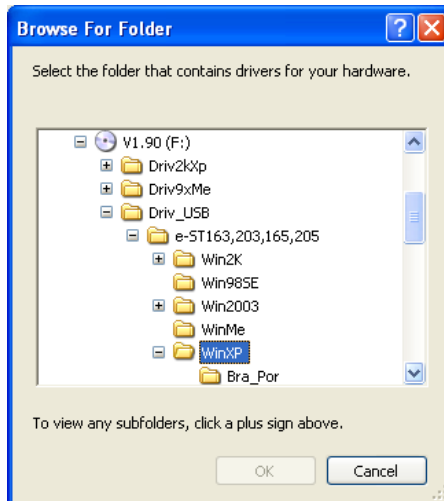 Browse For Folder
Select the folder that contains drivers for your hardware.
V1.90 (F:)
Driv2kXp
Driv9xMe
Driv_USB
e-ST163,203,165,205
Win2K
Win98SE
Win2003
WinMe
WinXP
Bra_Por
To view any subfolders, click a plus sign above.
OK Cancel